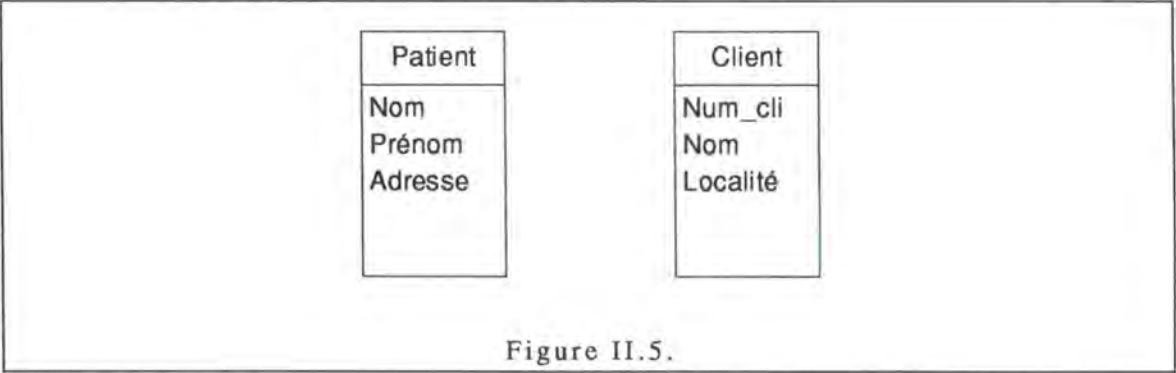 Patient
Nom
Prénom
Adresse
Client
Num_cli
Nom
Localité
Figure II.5.